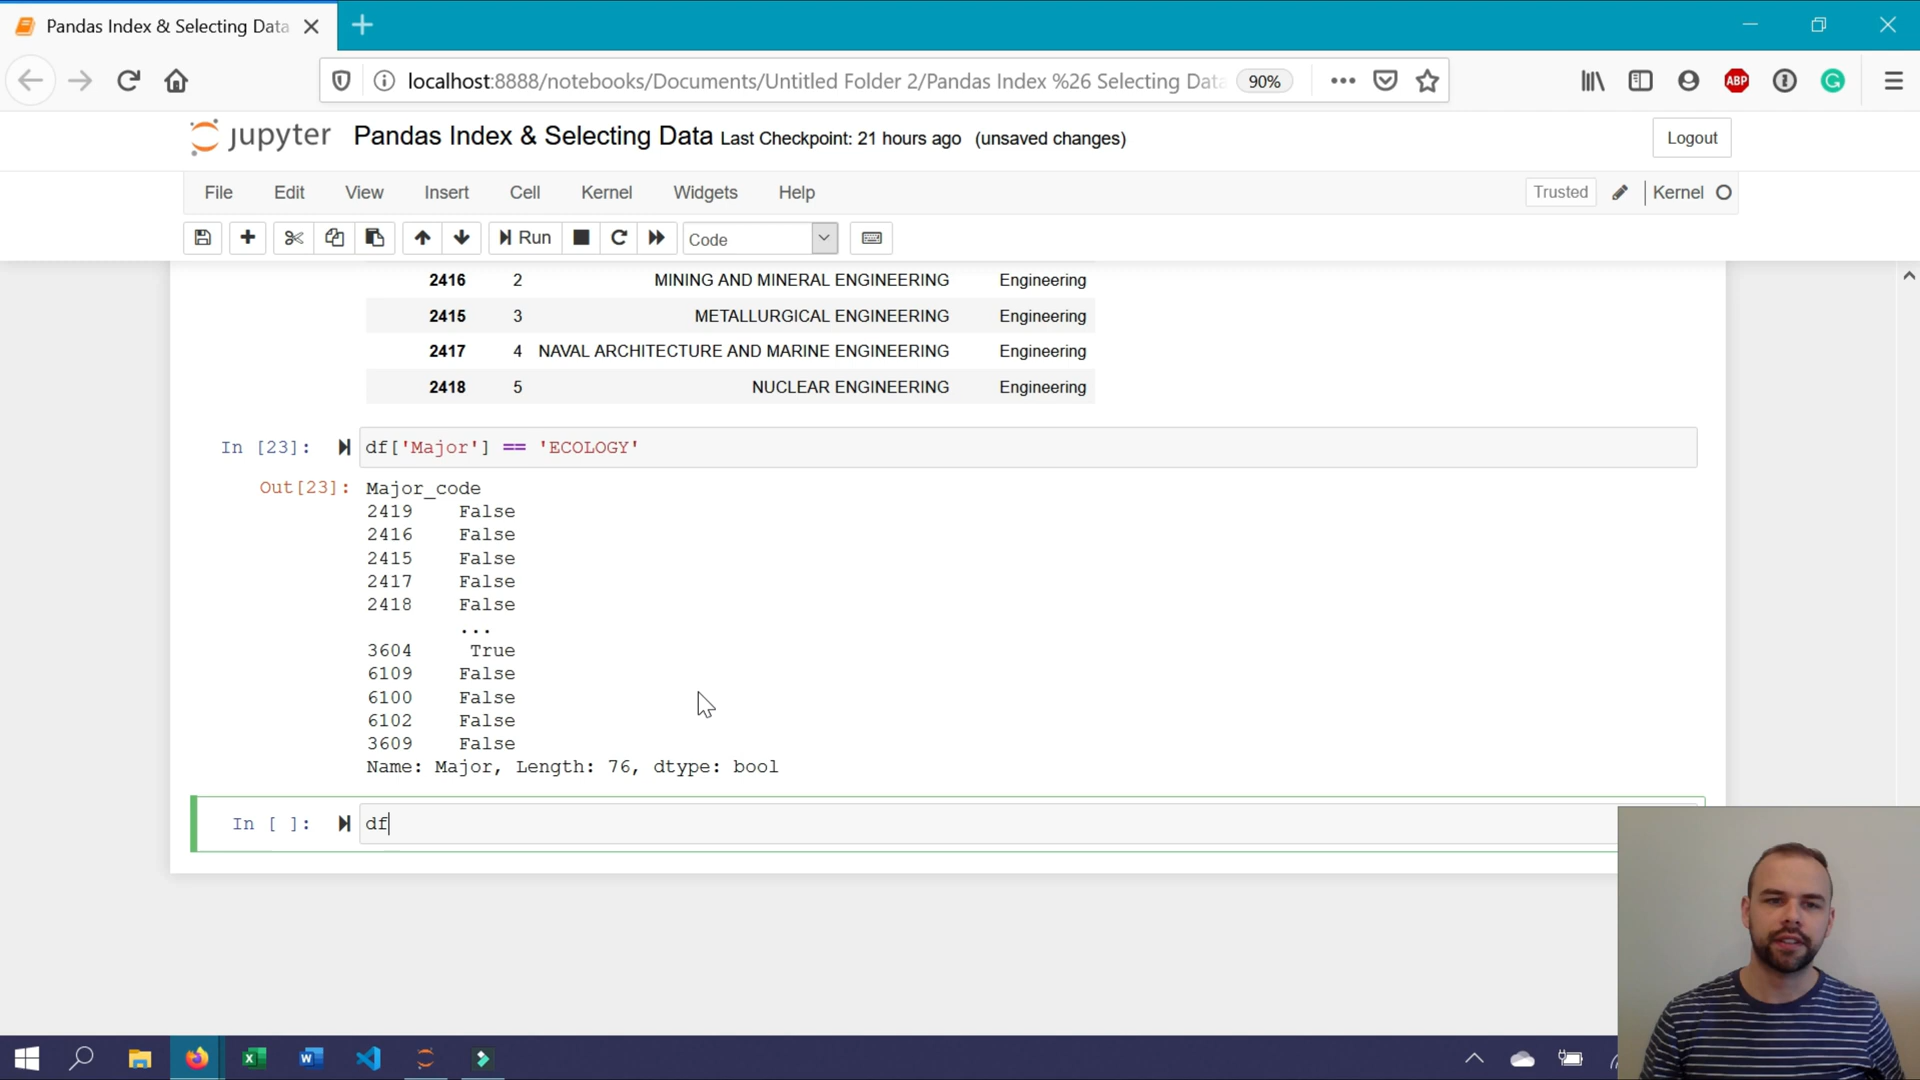 Pandas Index & Selecting Data
localhost:8888/notebooks/Documents/Untitled Folder 2/Pandas Index %26 Selecting Data
90%
ABP
jupyter
Pandas Index & Selecting Data Last Checkpoint: 21 hours ago (unsaved changes)
Logout
File Edit View Insert Cell Kernel Widgets Help
Trusted
Kernel
Run
Code
2416 2 MINING AND MINERAL ENGINEERING Engineering
2415 3 METALLURGICAL ENGINEERING Engineering
2417 4 NAVAL ARCHITECTURE AND MARINE ENGINEERING Engineering
2418 5 NUCLEAR ENGINEERING Engineering
In [23]: df['Major'] == 'ECOLOGY'
Out[23]: Major_code
2419 False
2416 False
2415 False
2417 False
2418 False
...
3604 True
6109 False
6100 False
6102 False
3609 False
Name: Major, Length: 76, dtype: bool
In [ ]: df